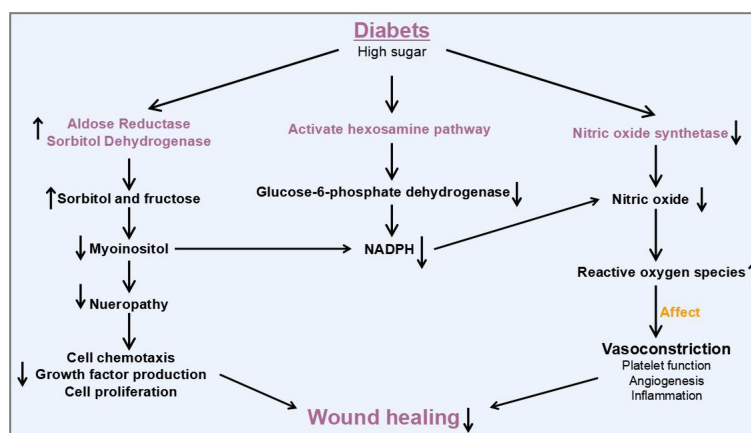 Diabets
High sugar
Aldose Reductase
Sorbitol Dehydrogenase
Activate hexosamine pathway
Nitric oxide synthetase
Sorbitol and fructose
Glucose-6-phosphate dehydrogenase
Nitric oxide
Myoinositol
NADPH
Reactive oxygen species
Nueropathy
Affect
Cell chemotaxis
Growth factor production
Cell proliferation
Vasoconstriction
Platelet function
Angiogenesis
Inflammation
Wound healing